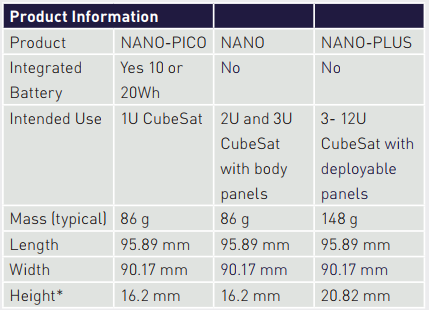 Product Information
Product NANO-PICO NANO NANO-PLUS
Integrated Yes 10 or No No
Battery 20Wh
Intended Use 1U CubeSat 2U and 3U 3- 12U
CubeSat CubeSat with
with body deployable
panels panels
Mass (typical) 86 g 86 g 148 g
Length 95.89 mm 95.89 mm 95.89 mm
Width 90.17 mm 90.17 mm 90.17 mm
Height* 16.2 mm 16.2 mm 20.82 mm